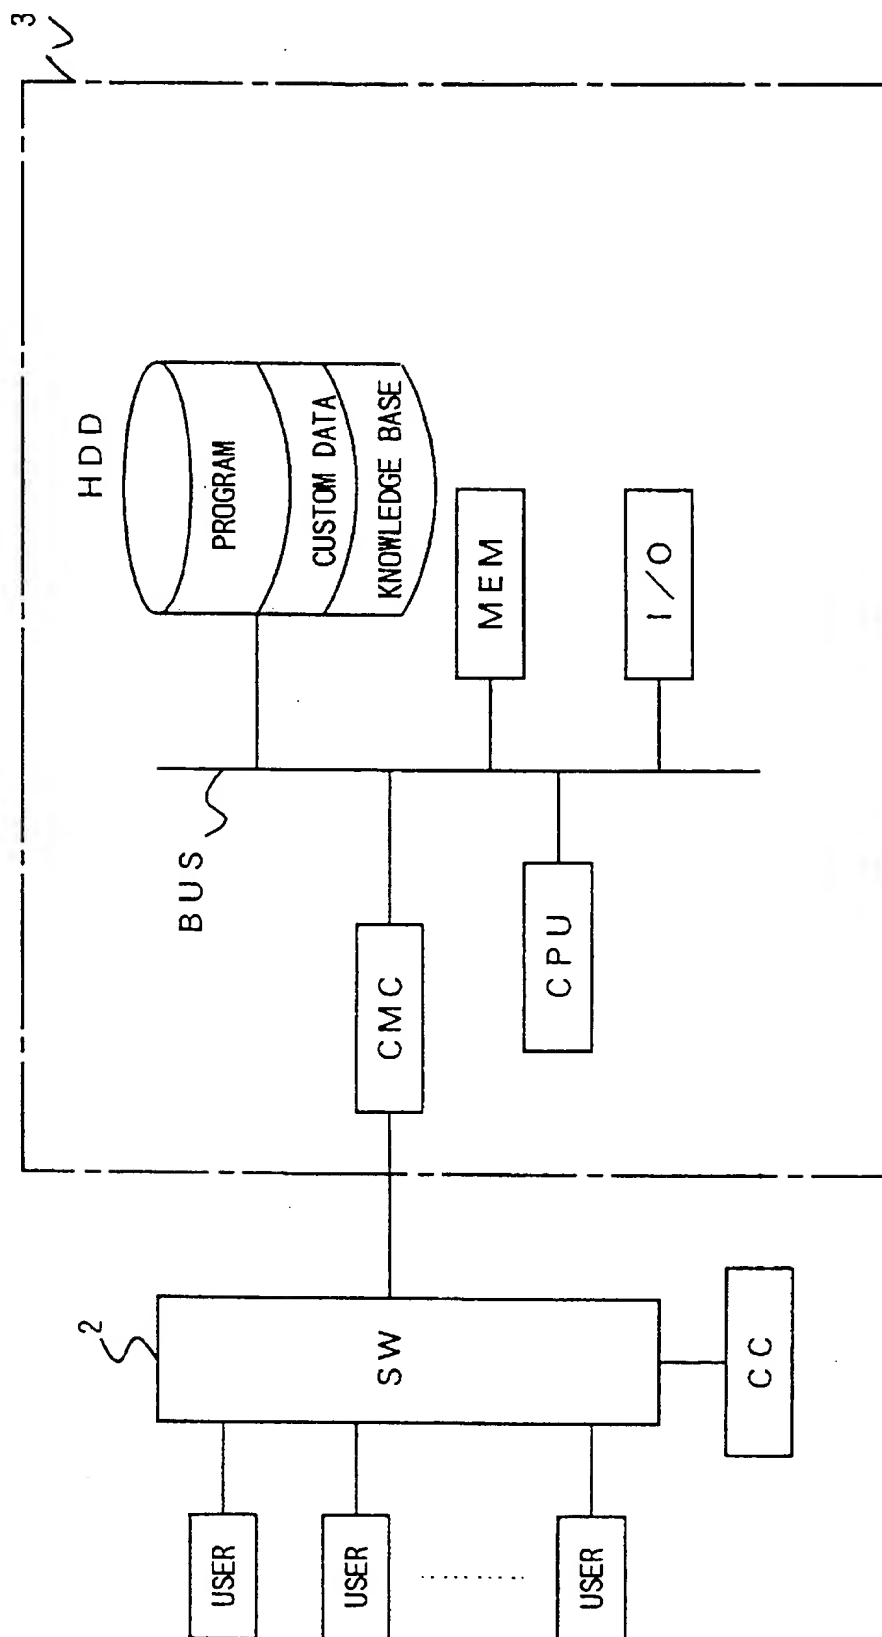 3
HDD
PROGRAM
CUSTOM DATA
KNOWLEDGE BASE
MEM
I/O
BUS
CMC
CPU
2
SW
CC
USER
USER
USER